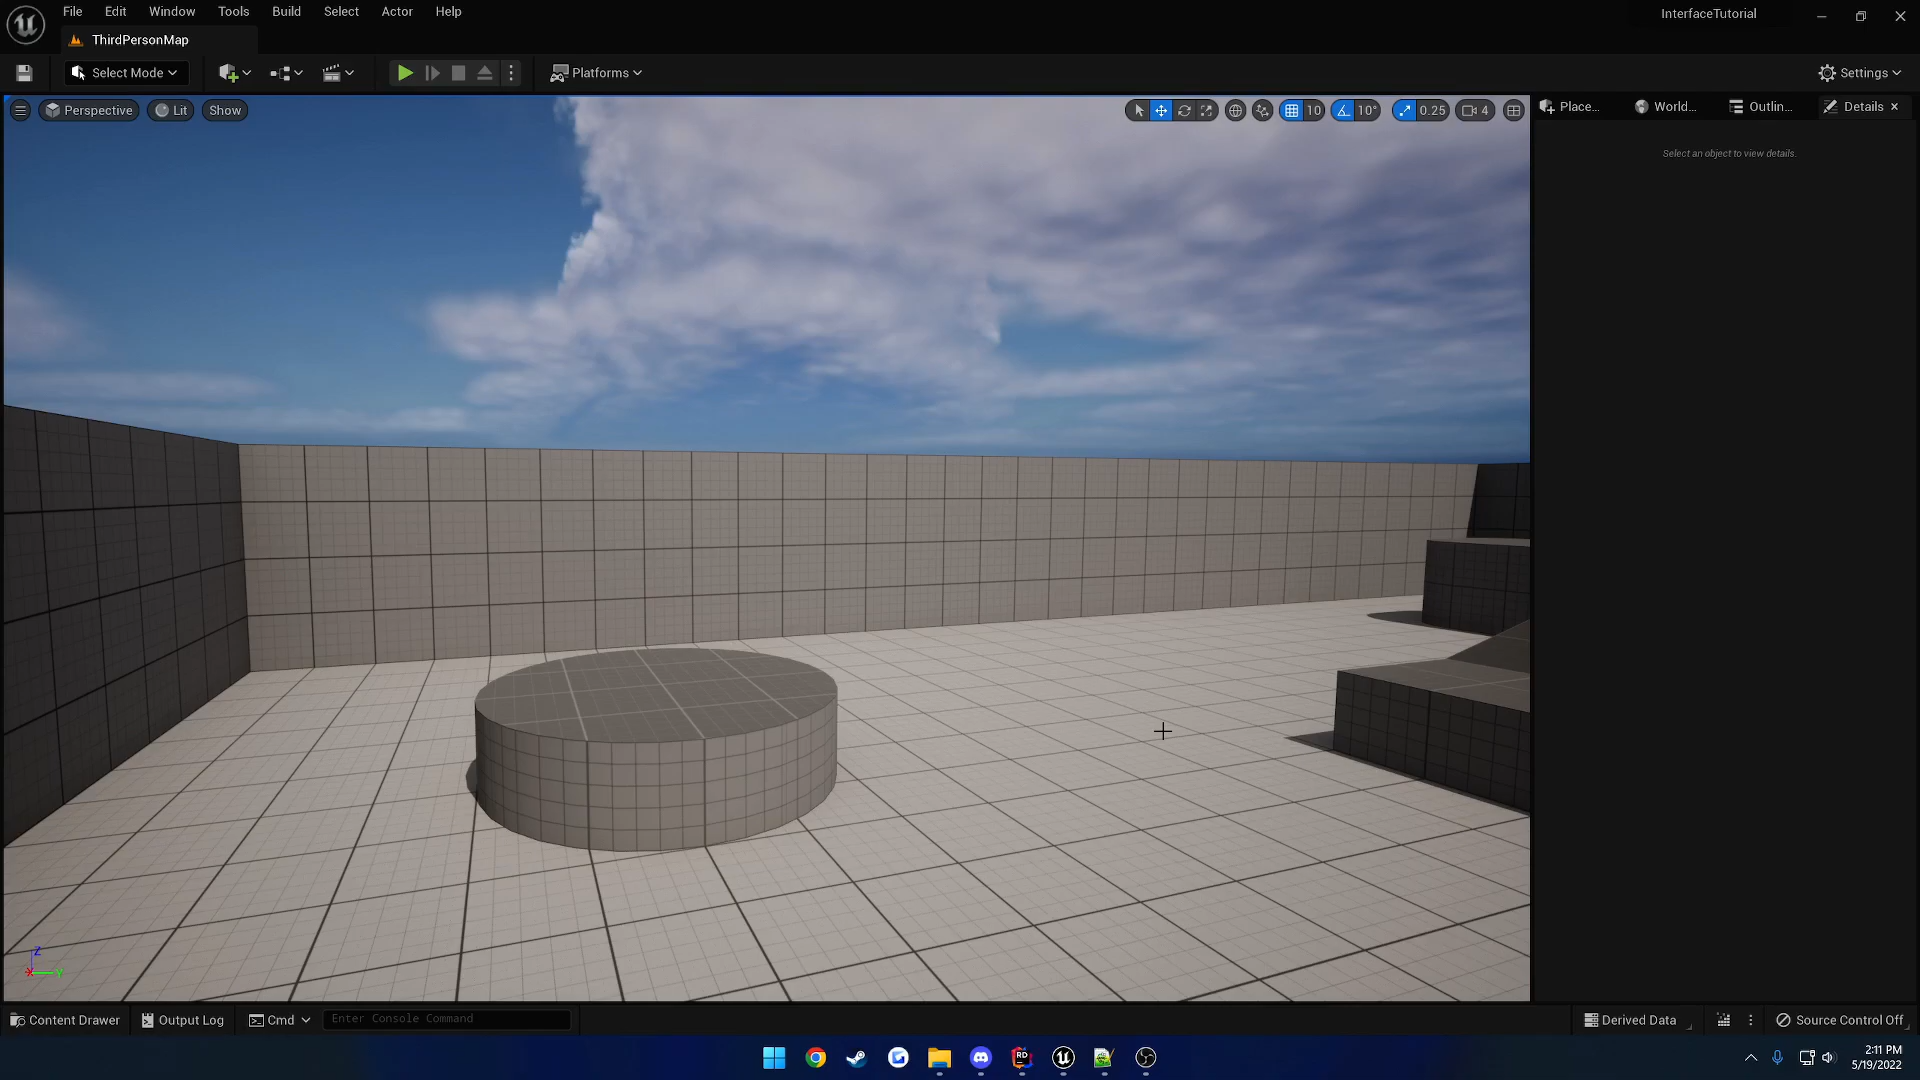 File Edit Window Tools Build Select Actor Help
InterfaceTutorial
ThirdPersonMap
Select Mode
Platforms
Settings
Perspective Lit Show
10 10° 0.25 4
Place... World... Outlin... Details
Select an object to view details.
Z
X Y
Content Drawer Output Log Cmd Enter Console Command
Derived Data Source Control Off
RD
2:11 PM
5/19/2022